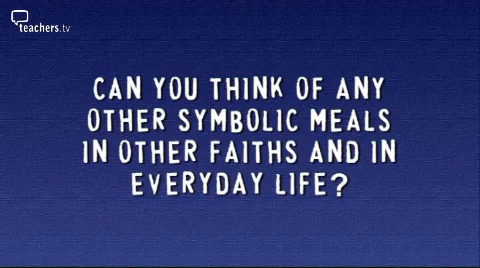 teachers.tv
CAN YOU THINK OF ANY
OTHER SYMBOLIC MEALS
IN OTHER FAITHS AND IN
EVERYDAY LIFE?